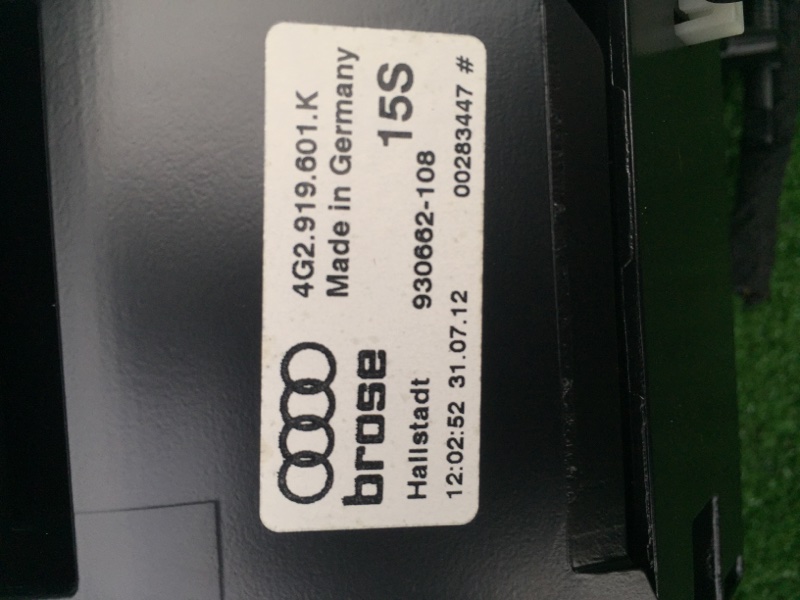 4G2.919.601.K
Made in Germany
brose
15S
Hallstadt 930662-108
12:02:52 31.07.12 00283447 #